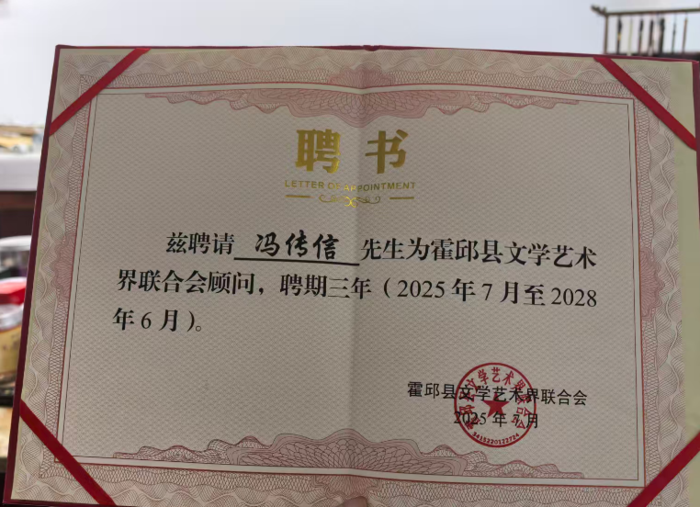 聘书
LETTER OF APPOINTMENT
兹聘请 冯传信 先生为霍邱县文学艺术
界联合会顾问，聘期三年（2025年7月至2028
年6月）。
霍邱县文学艺术界联合会
2025年7月